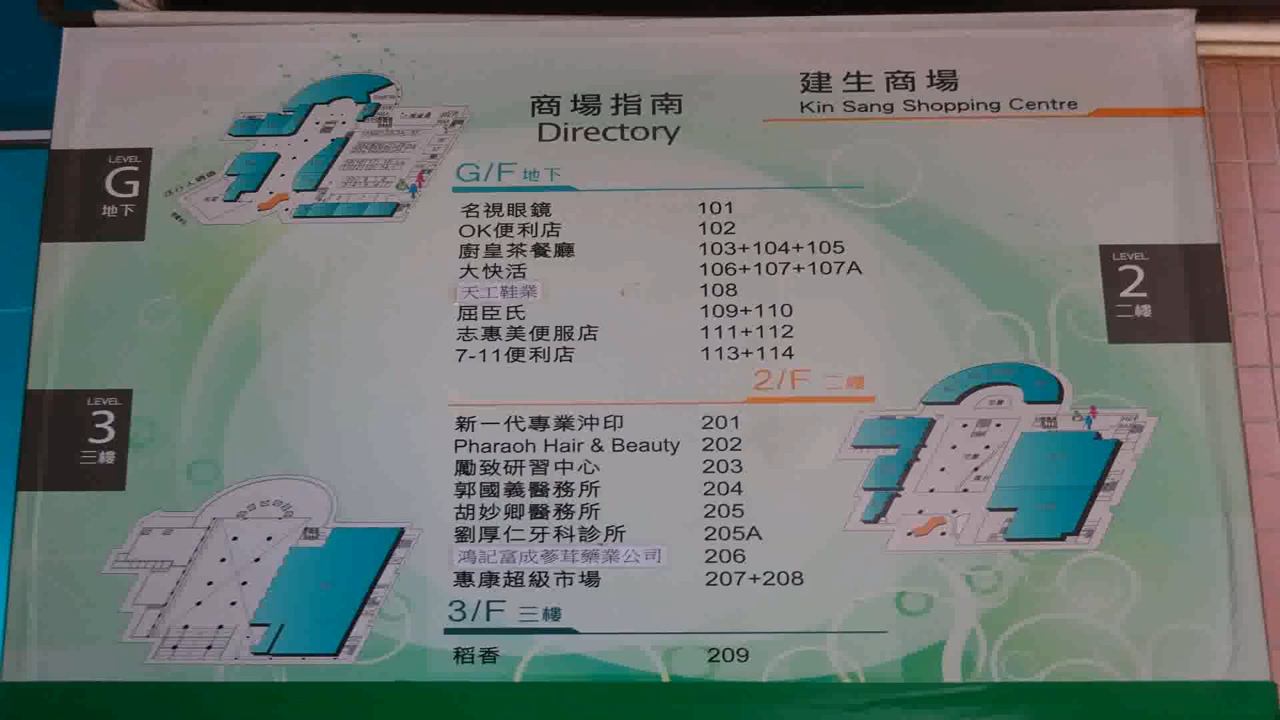 建生商場
Kin Sang Shopping Centre
商場指南
Directory
LEVEL
G
地下
G/F 地下
名視眼鏡 101
OK便利店 102
廚皇茶餐廳 103+104+105
大快活 106+107+107A
天工鞋業 108
屈臣氏 109+110
志惠美便服店 111+112
7-11便利店 113+114
LEVEL
2
二樓
2/F 二樓
新一代專業沖印 201
Pharaoh Hair & Beauty 202
勵致研習中心 203
郭國義醫務所 204
胡妙卿醫務所 205
劉厚仁牙科診所 205A
鴻記富成蔘茸藥業公司 206
惠康超級市場 207+208
LEVEL
3
三樓
3/F 三樓
稻香 209